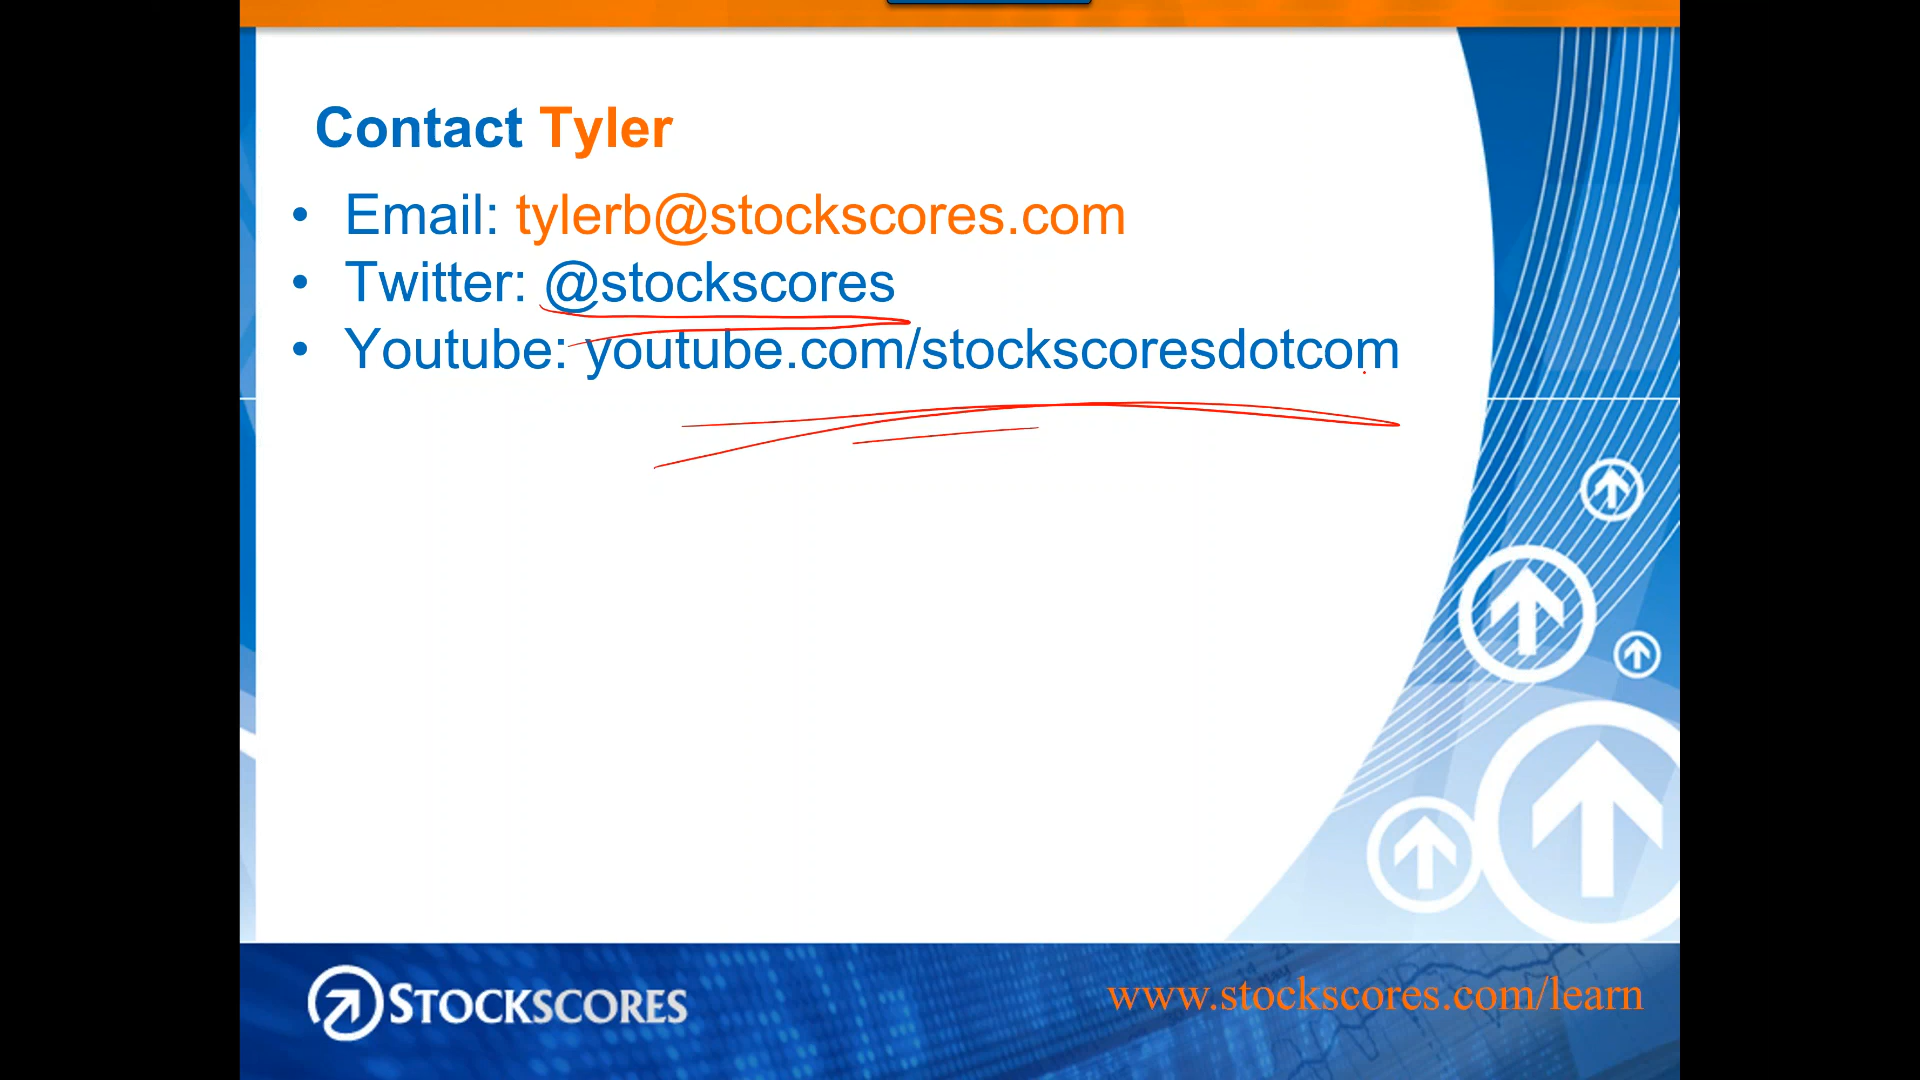 Contact Tyler
• Email: tylerb@stockscores.com
• Twitter: @stockscores
• Youtube: youtube.com/stockscoresdotcom
STOCKSCORES
www.stockscores.com/learn